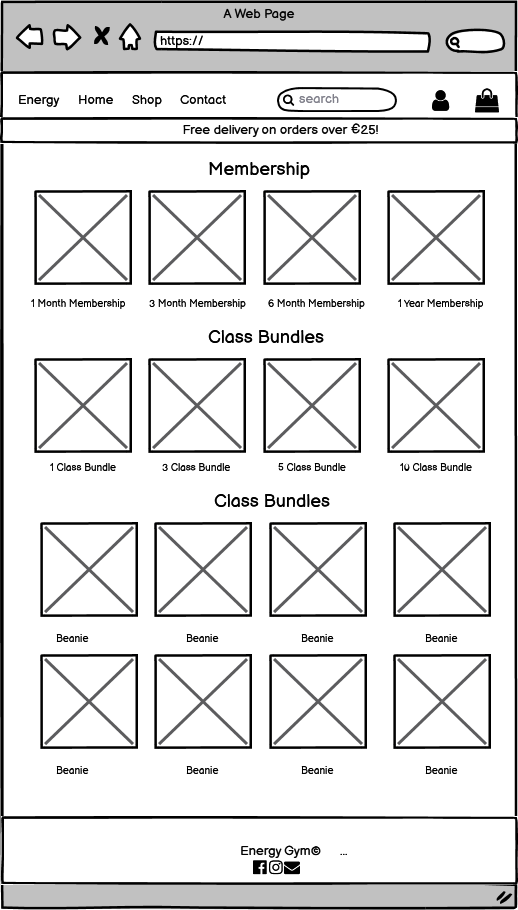 A Web Page
https://
Energy Home Shop Contact search
Free delivery on orders over €25!
Membership
1 Month Membership 3 Month Membership 6 Month Membership 1 Year Membership
Class Bundles
1 Class Bundle 3 Class Bundle 5 Class Bundle 10 Class Bundle
Class Bundles
Beanie Beanie Beanie Beanie
Beanie Beanie Beanie Beanie
Energy Gym© ...